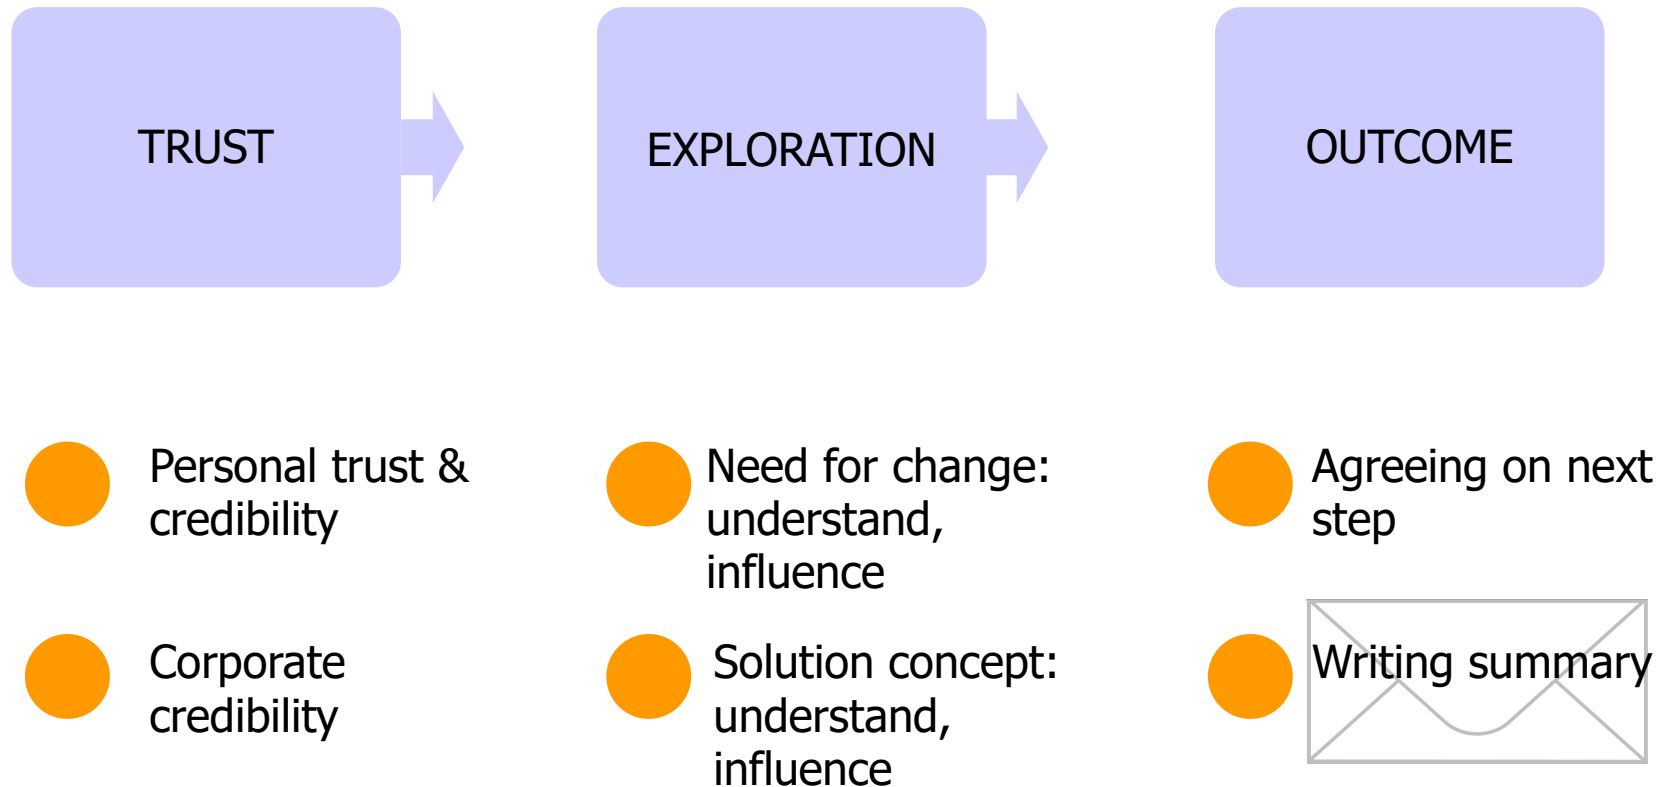 TRUST
EXPLORATION
OUTCOME
Personal trust &
credibility
Need for change:
understand,
influence
Agreeing on next
step
Corporate
credibility
Solution concept:
understand,
influence
Writing summary